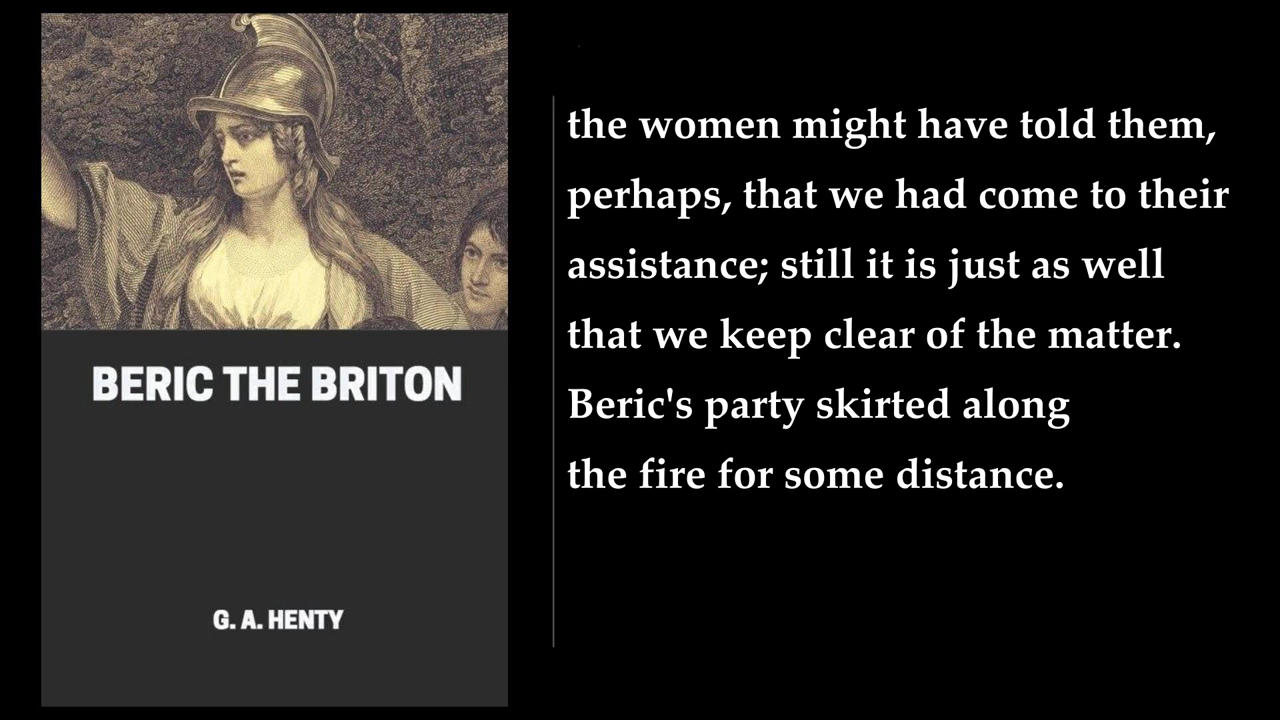 BERIC THE BRITON
G. A. HENTY
the women might have told them,
perhaps, that we had come to their
assistance; still it is just as well
that we keep clear of the matter.
Beric's party skirted along
the fire for some distance.